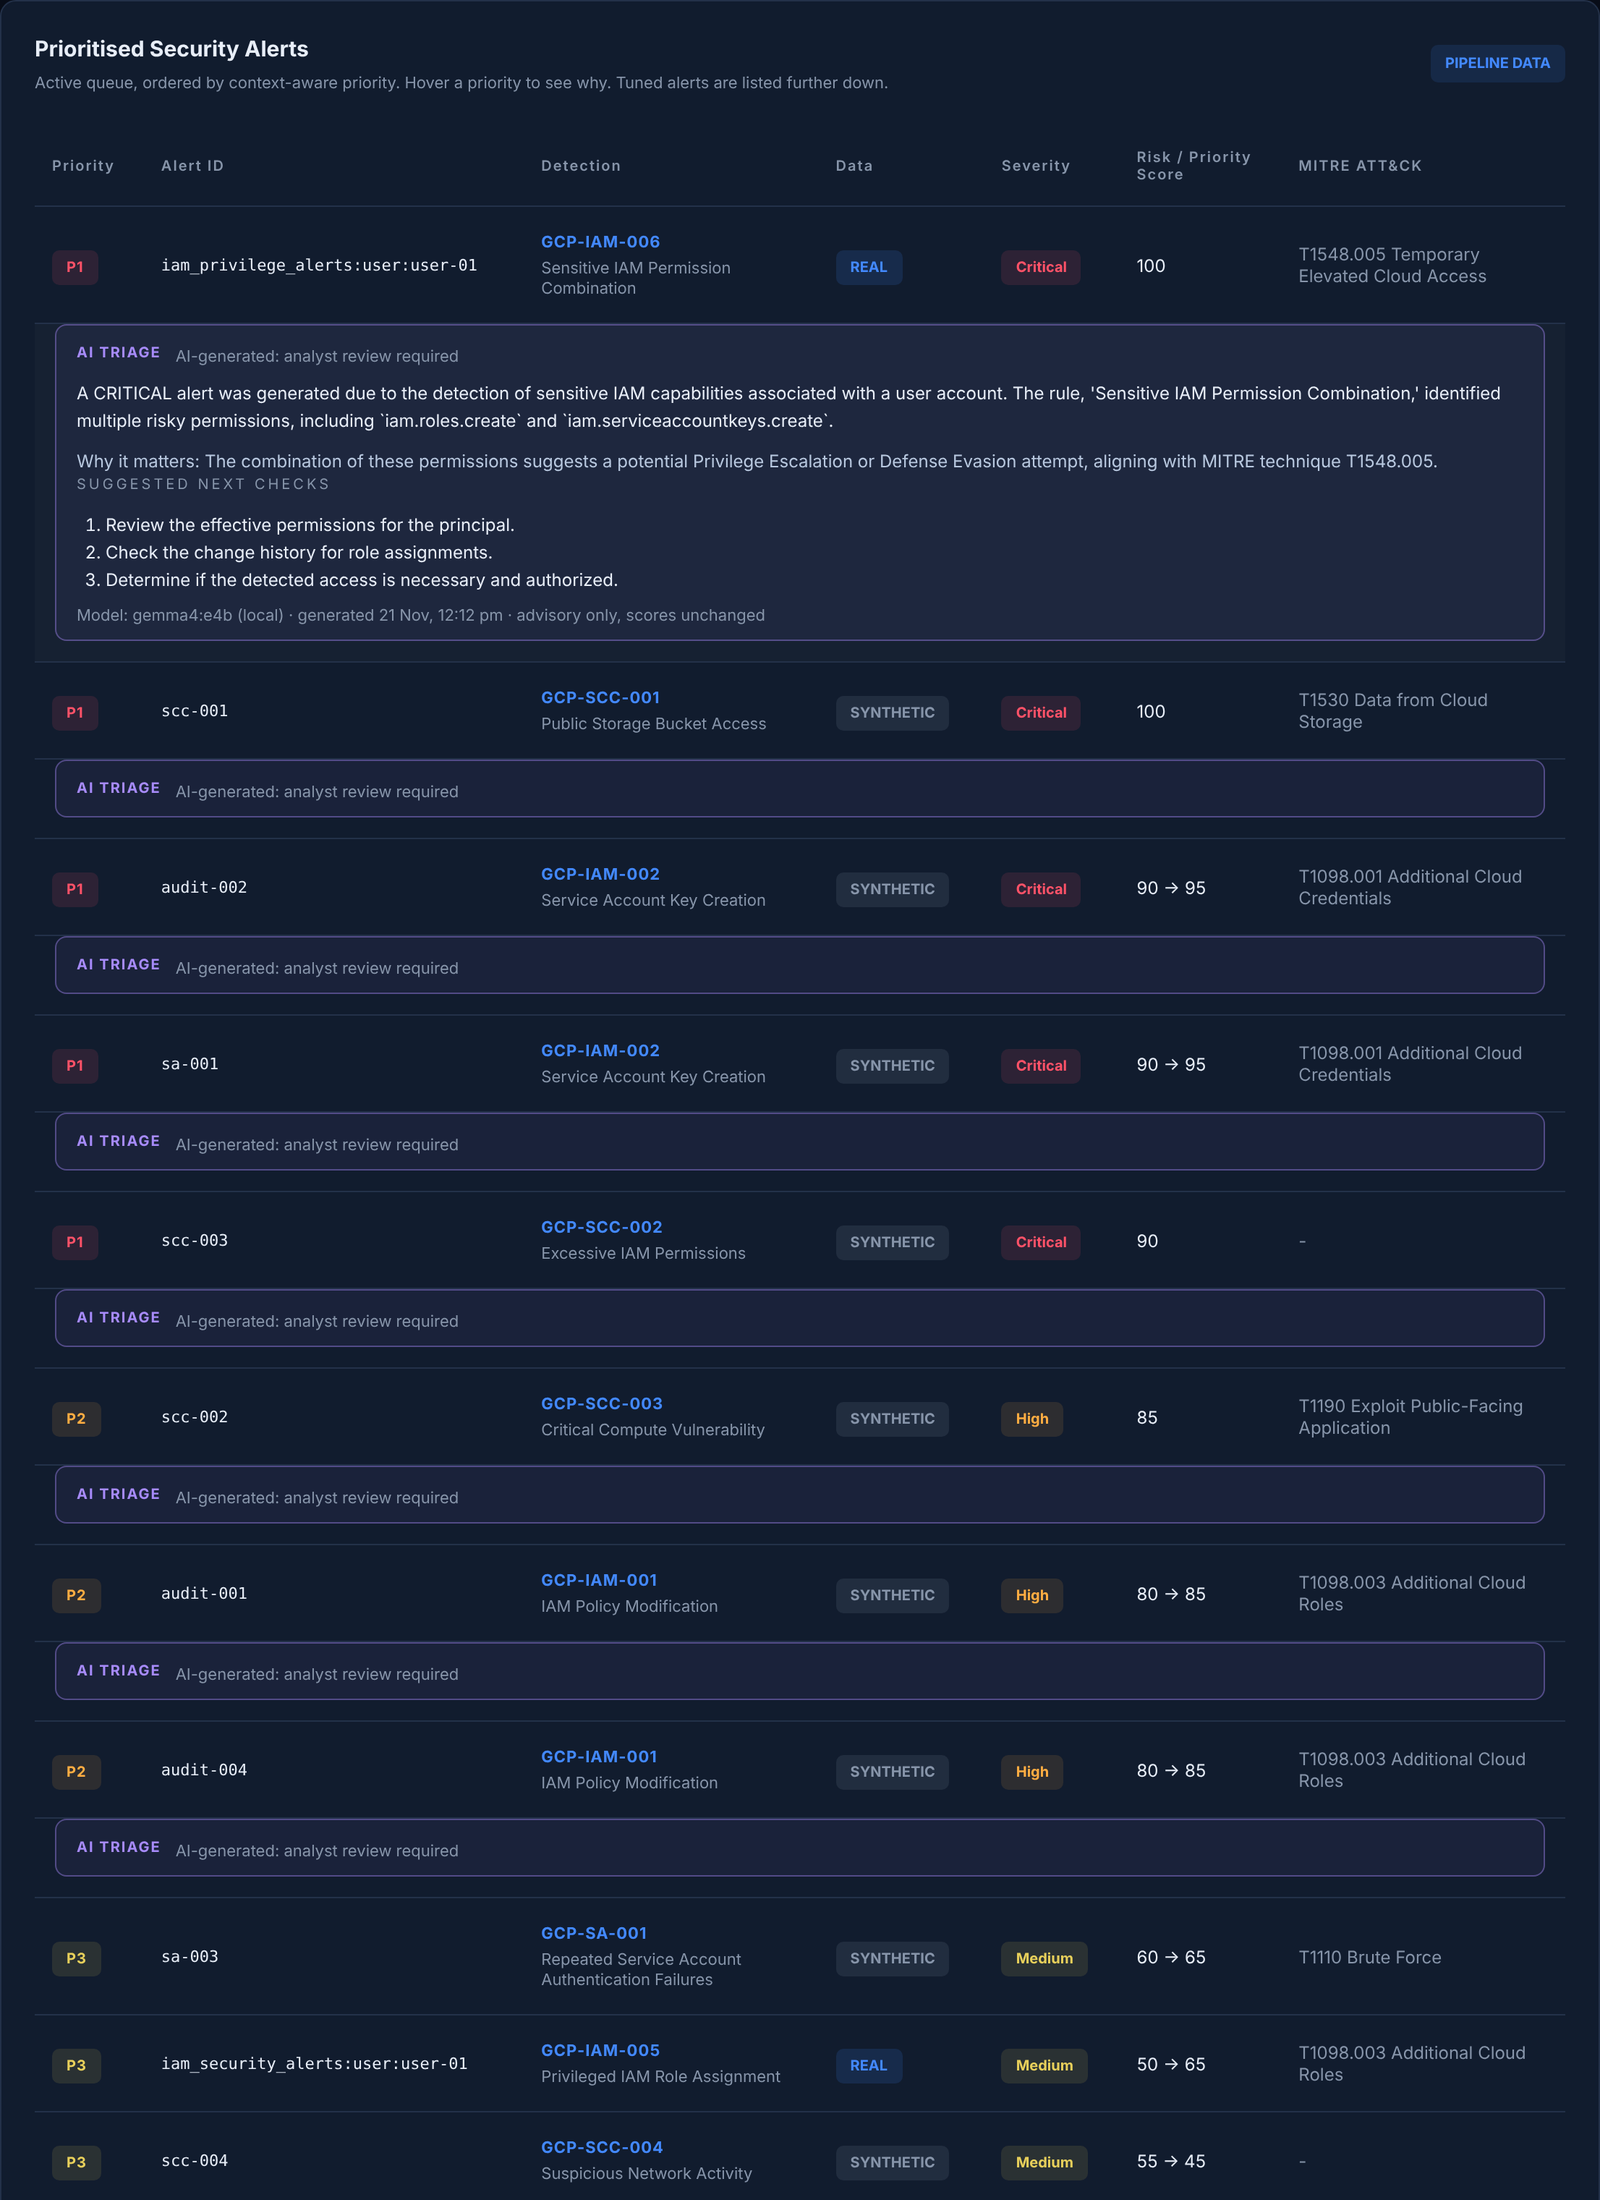 Prioritised Security Alerts
Active queue, ordered by context-aware priority. Hover a priority to see why. Tuned alerts are listed further down.
PIPELINE DATA
Priority Alert ID Detection Data Severity Risk / Priority Score MITRE ATT&CK
P1 iam_privilege_alerts:user:user-01 GCP-IAM-006 REAL Critical 100 T1548.005 Temporary
Sensitive IAM Permission Elevated Cloud Access
Combination
AI TRIAGE AI-generated: analyst review required
A CRITICAL alert was generated due to the detection of sensitive IAM capabilities associated with a user account. The rule, 'Sensitive IAM Permission Combination,' identified
multiple risky permissions, including `iam.roles.create` and `iam.serviceaccountkeys.create`.
Why it matters: The combination of these permissions suggests a potential Privilege Escalation or Defense Evasion attempt, aligning with MITRE technique T1548.005.
SUGGESTED NEXT CHECKS
1. Review the effective permissions for the principal.
2. Check the change history for role assignments.
3. Determine if the detected access is necessary and authorized.
Model: gemma4:e4b (local) · generated 21 Nov, 12:12 pm · advisory only, scores unchanged
P1 scc-001 GCP-SCC-001 SYNTHETIC Critical 100 T1530 Data from Cloud
Public Storage Bucket Access Storage
AI TRIAGE AI-generated: analyst review required
P1 audit-002 GCP-IAM-002 SYNTHETIC Critical 90 → 95 T1098.001 Additional Cloud
Service Account Key Creation Credentials
AI TRIAGE AI-generated: analyst review required
P1 sa-001 GCP-IAM-002 SYNTHETIC Critical 90 → 95 T1098.001 Additional Cloud
Service Account Key Creation Credentials
AI TRIAGE AI-generated: analyst review required
P1 scc-003 GCP-SCC-002 SYNTHETIC Critical 90 -
Excessive IAM Permissions
AI TRIAGE AI-generated: analyst review required
P2 scc-002 GCP-SCC-003 SYNTHETIC High 85 T1190 Exploit Public-Facing
Critical Compute Vulnerability Application
AI TRIAGE AI-generated: analyst review required
P2 audit-001 GCP-IAM-001 SYNTHETIC High 80 → 85 T1098.003 Additional Cloud
IAM Policy Modification Roles
AI TRIAGE AI-generated: analyst review required
P2 audit-004 GCP-IAM-001 SYNTHETIC High 80 → 85 T1098.003 Additional Cloud
IAM Policy Modification Roles
AI TRIAGE AI-generated: analyst review required
P3 sa-003 GCP-SA-001 SYNTHETIC Medium 60 → 65 T1110 Brute Force
Repeated Service Account
Authentication Failures
P3 iam_security_alerts:user:user-01 GCP-IAM-005 REAL Medium 50 → 65 T1098.003 Additional Cloud
Privileged IAM Role Assignment Roles
P3 scc-004 GCP-SCC-004 SYNTHETIC Medium 55 → 45 -
Suspicious Network Activity